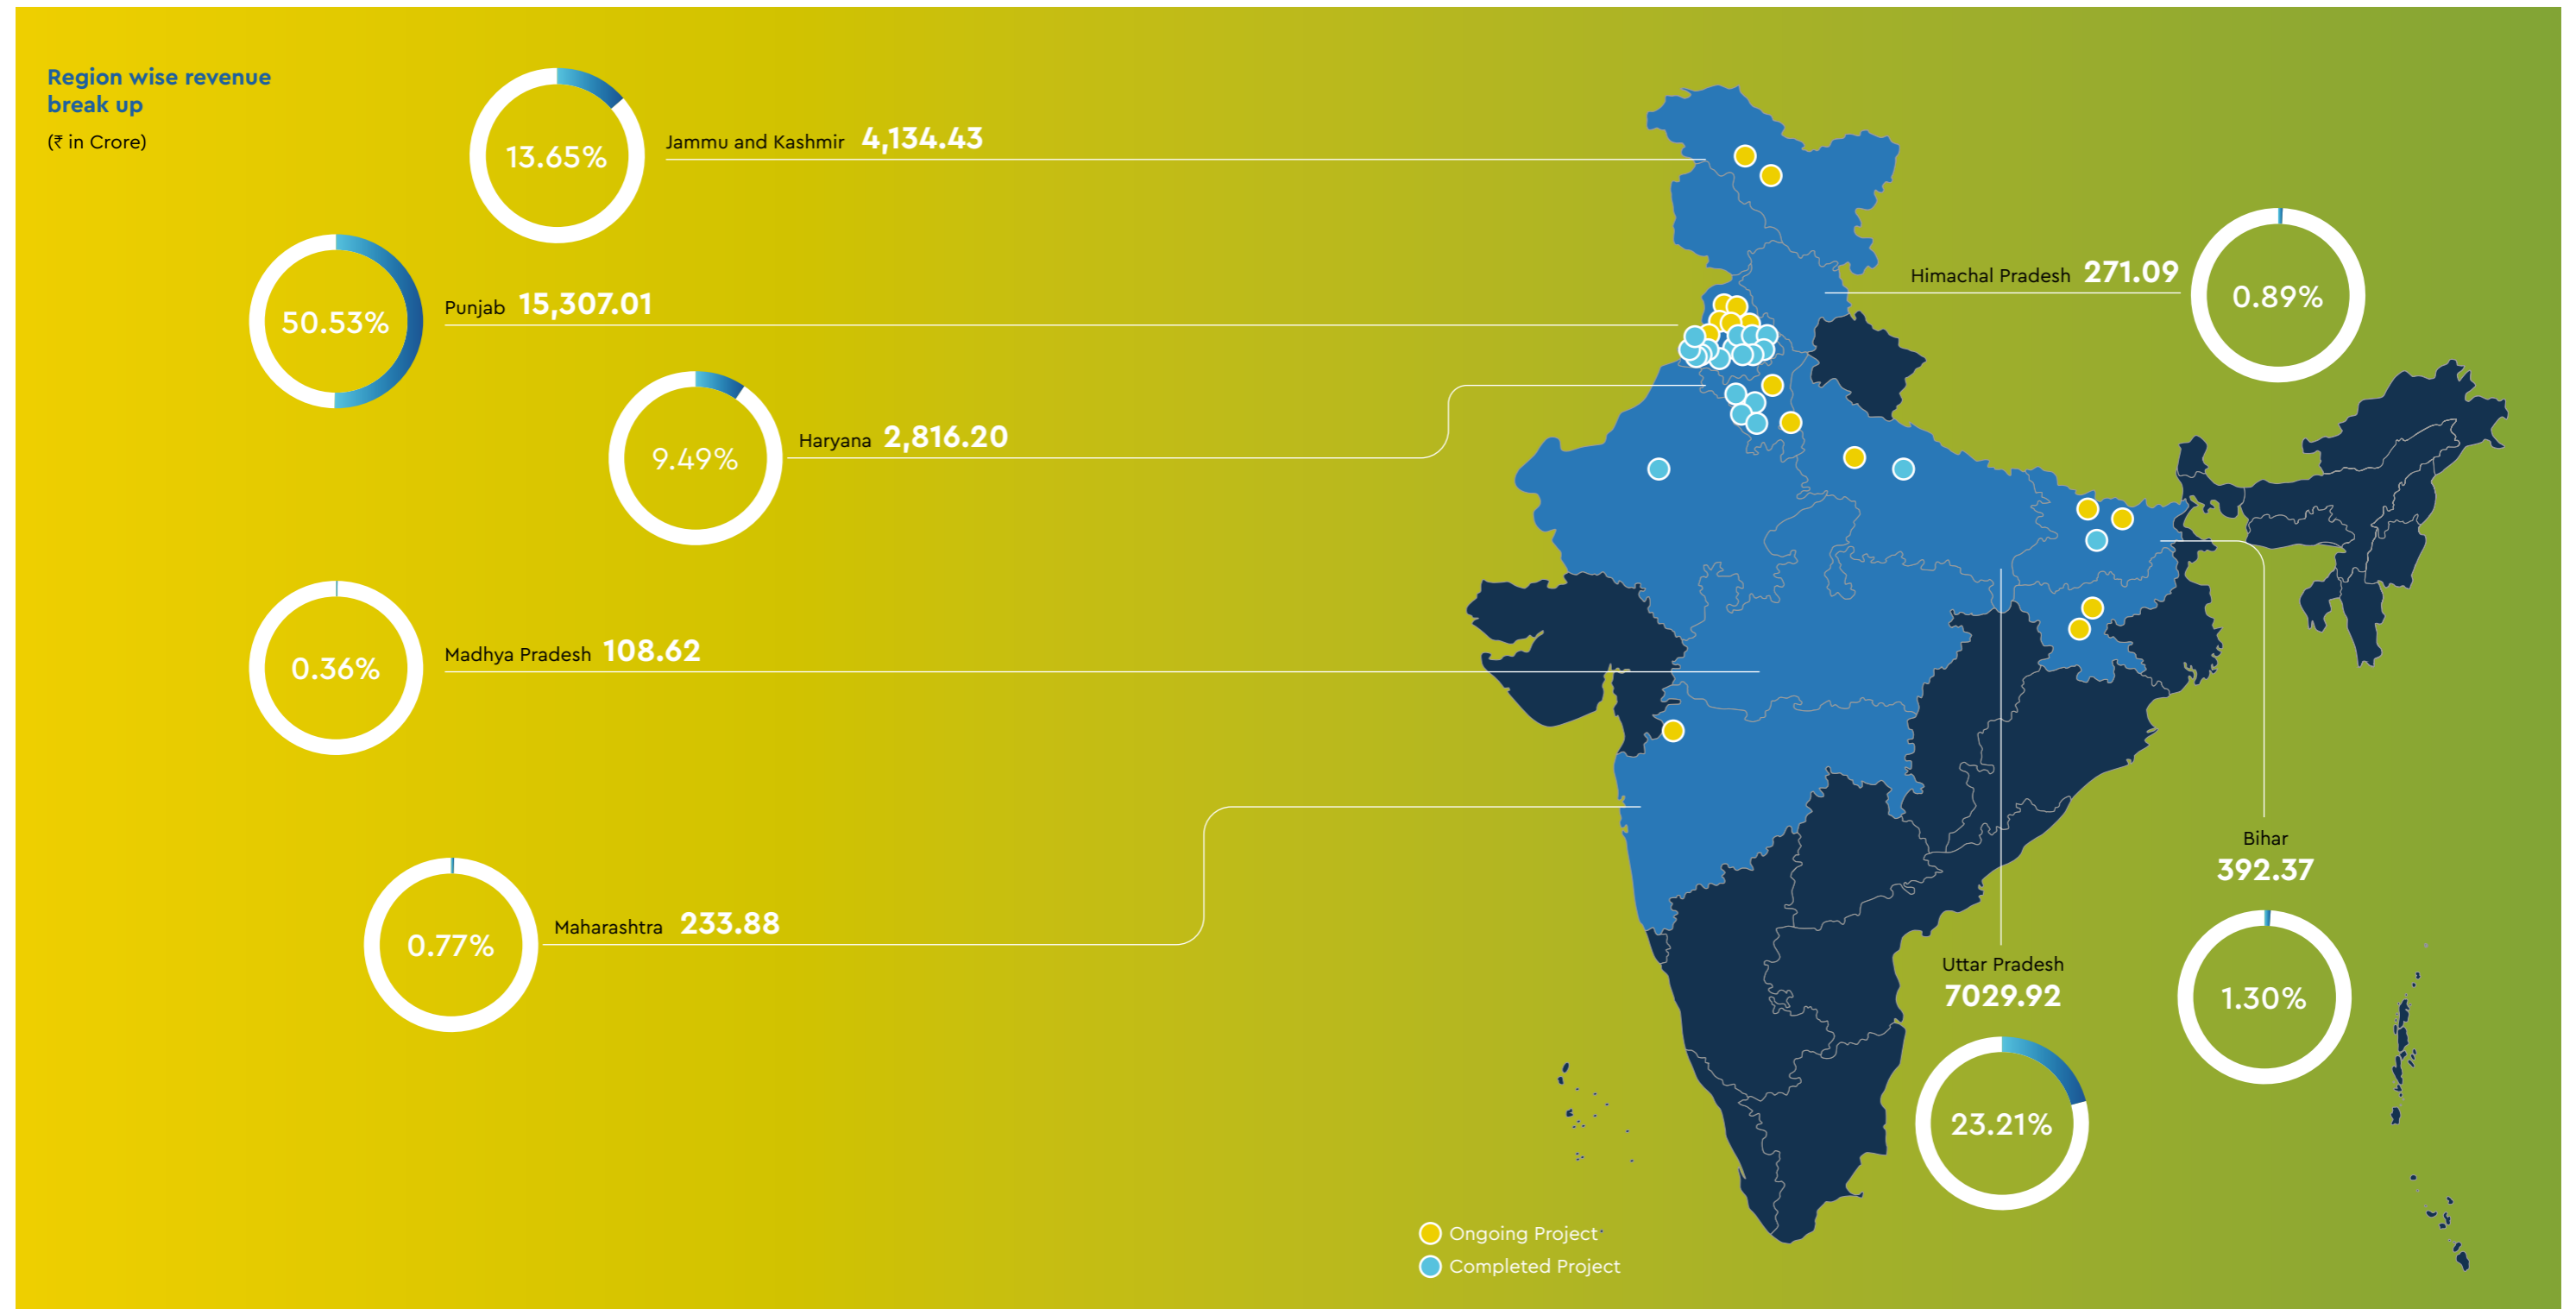 Region wise revenue
break up
(₹ in Crore)
13.65%
Jammu and Kashmir 4,134.43
50.53%
Punjab 15,307.01
9.49%
Haryana 2,816.20
0.36%
Madhya Pradesh 108.62
0.77%
Maharashtra 233.88
Himachal Pradesh 271.09
0.89%
Bihar
392.37
1.30%
Uttar Pradesh
7029.92
23.21%
Ongoing Project
Completed Project